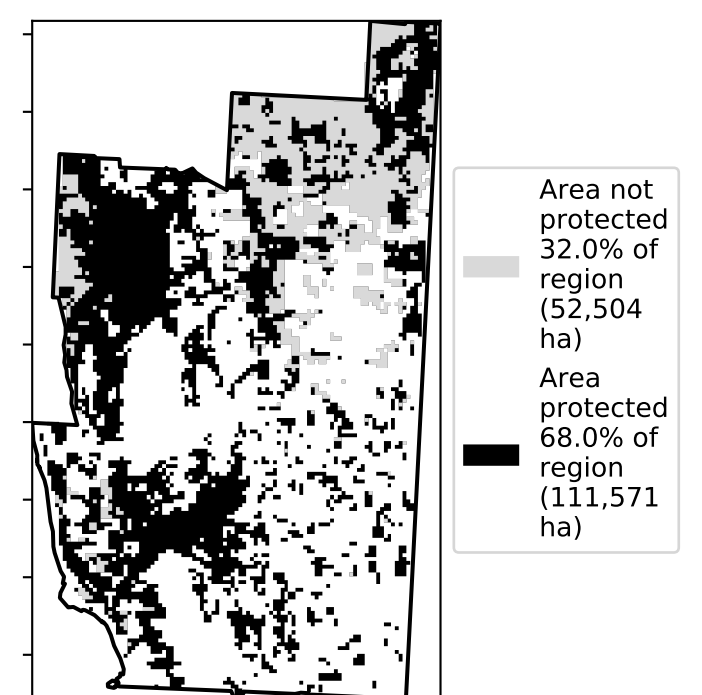 Area not
protected
32.0% of
region
(52,504
ha)
Area
protected
68.0% of
region
(111,571
ha)